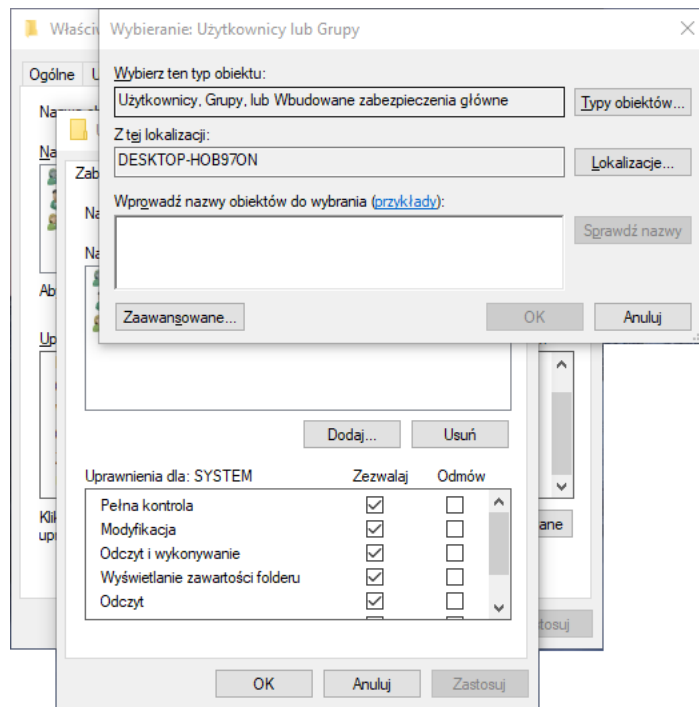 Wybieranie: Użytkownicy lub Grupy
Wybierz ten typ obiektu:
Użytkownicy, Grupy, lub Wbudowane zabezpieczenia główne
Typy obiektów...
Z tej lokalizacji:
DESKTOP-HOB97ON
Lokalizacje...
Wprowadź nazwy obiektów do wybrania (przykłady):
Sprawdź nazwy
Zaawansowane...
OK
Anuluj
Ogólne
Dodaj...
Usuń
Uprawnienia dla: SYSTEM
Zezwalaj
Odmów
Pełna kontrola
Modyfikacja
Odczyt i wykonywanie
Wyświetlanie zawartości folderu
Odczyt
OK
Anuluj
Zastosuj